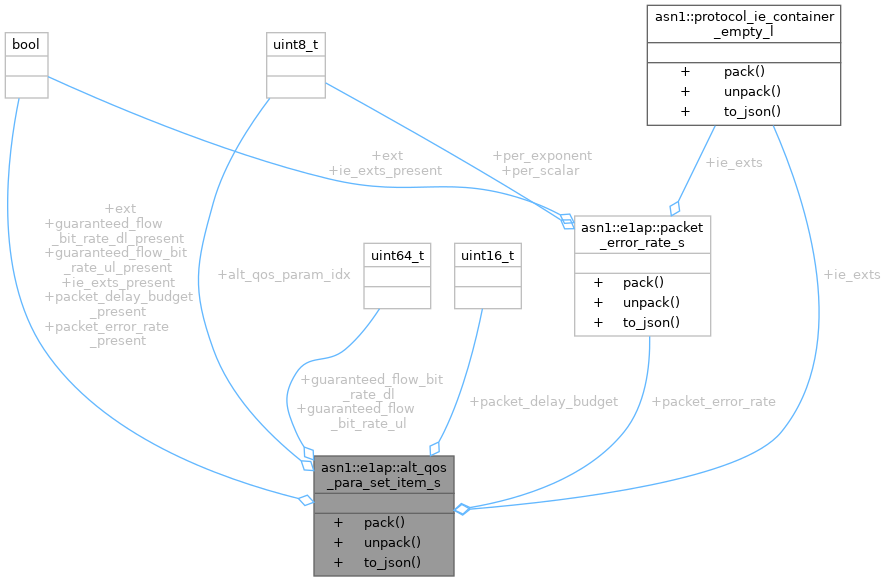 asn1::protocol_ie_container
_empty_l
+ pack()
+ unpack()
+ to_json()
bool
uint8_t
+ext
+ie_exts_present
+per_exponent
+per_scalar
+ie_exts
+ext
+guaranteed_flow
_bit_rate_dl_present
+guaranteed_flow_bit
_rate_ul_present
+ie_exts_present
+packet_delay_budget
_present
+packet_error_rate
_present
+alt_qos_param_idx
uint64_t
uint16_t
asn1::e1ap::packet
_error_rate_s
+ pack()
+ unpack()
+ to_json()
+ie_exts
+guaranteed_flow_bit
_rate_dl
+guaranteed_flow
_bit_rate_ul
+packet_delay_budget
+packet_error_rate
asn1::e1ap::alt_qos
_para_set_item_s
+ pack()
+ unpack()
+ to_json()